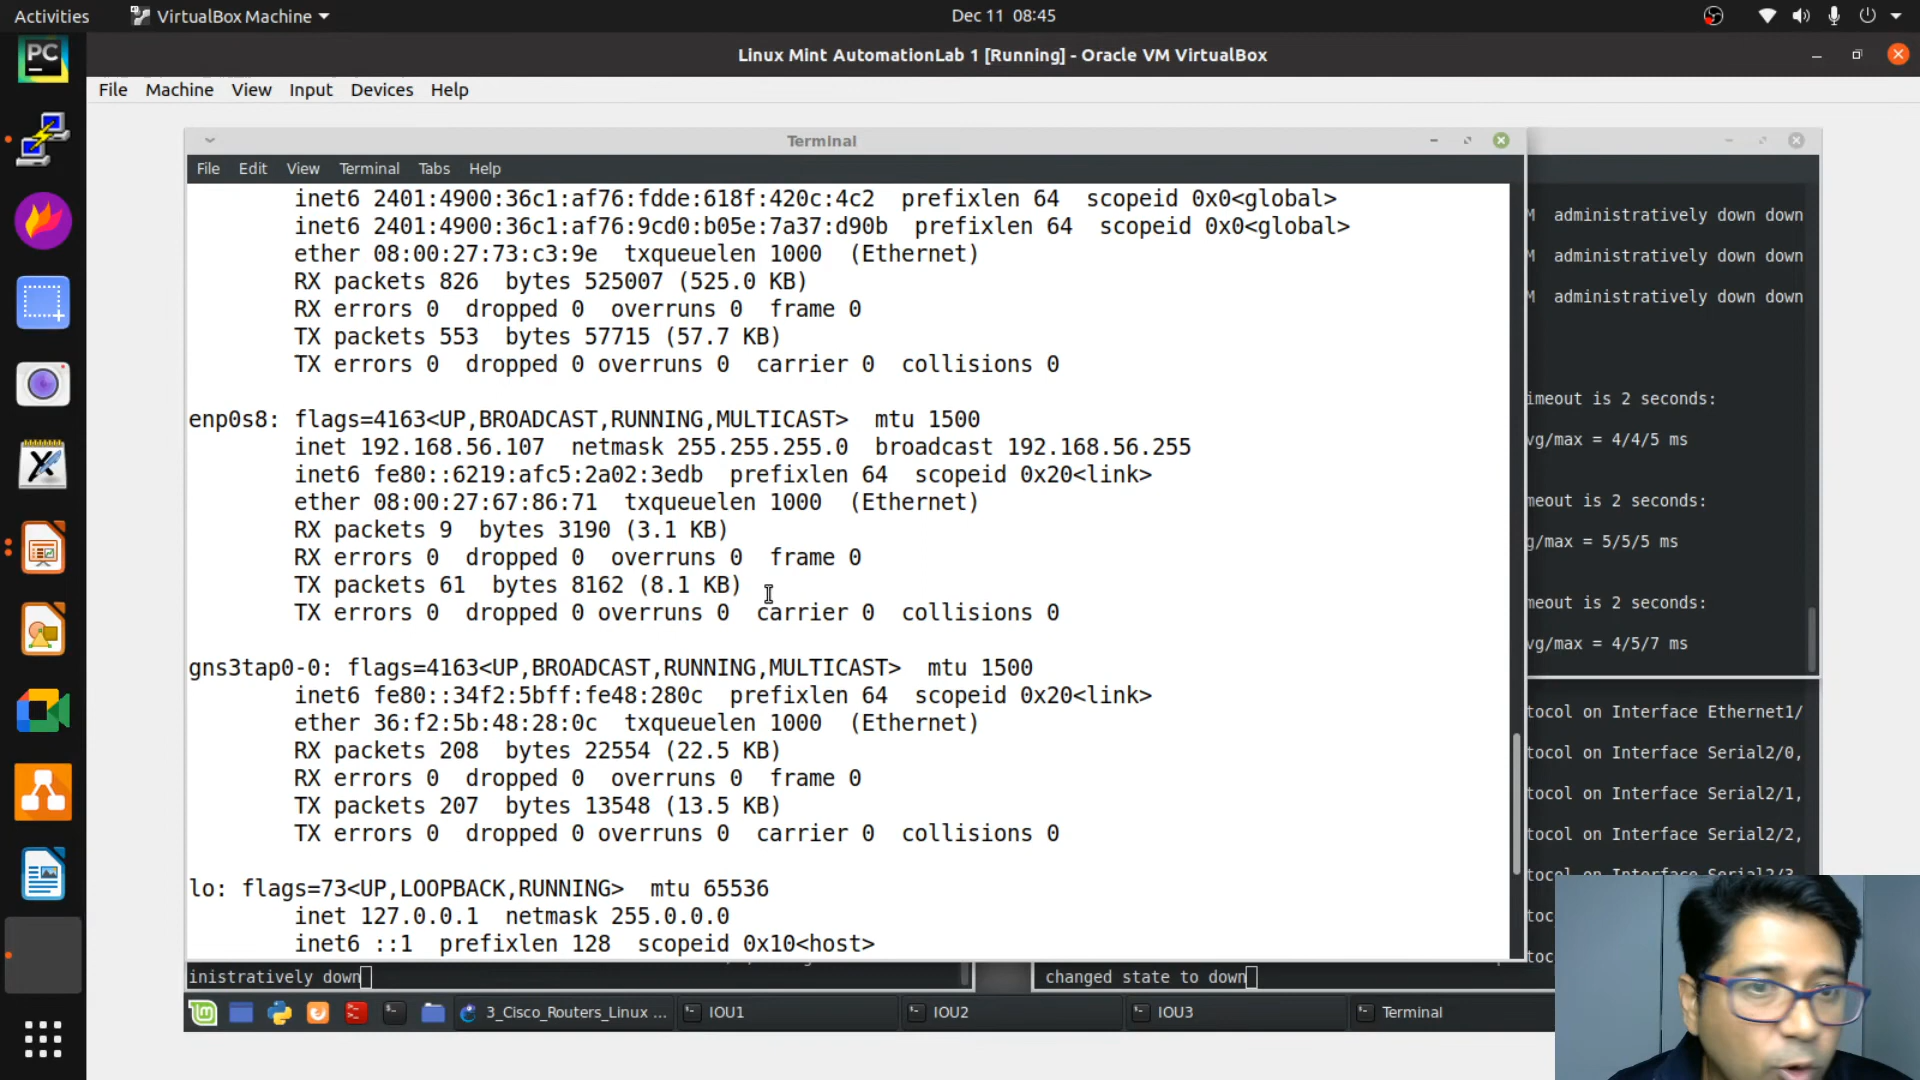 Activities
VirtualBox Machine
Dec 11 08:45
PC
Linux Mint AutomationLab 1 [Running] - Oracle VM VirtualBox
File Machine View Input Devices Help
Terminal
File Edit View Terminal Tabs Help
inet6 2401:4900:36c1:af76:fdde:618f:420c:4c2 prefixlen 64 scopeid 0x0<global>
inet6 2401:4900:36c1:af76:9cd0:b05e:7a37:d90b prefixlen 64 scopeid 0x0<global>
ether 08:00:27:73:c3:9e txqueuelen 1000 (Ethernet)
RX packets 826 bytes 525007 (525.0 KB)
RX errors 0 dropped 0 overruns 0 frame 0
TX packets 553 bytes 57715 (57.7 KB)
TX errors 0 dropped 0 overruns 0 carrier 0 collisions 0
enp0s8: flags=4163<UP,BROADCAST,RUNNING,MULTICAST> mtu 1500
inet 192.168.56.107 netmask 255.255.255.0 broadcast 192.168.56.255
inet6 fe80::6219:afc5:2a02:3edb prefixlen 64 scopeid 0x20<link>
ether 08:00:27:67:86:71 txqueuelen 1000 (Ethernet)
RX packets 9 bytes 3190 (3.1 KB)
RX errors 0 dropped 0 overruns 0 frame 0
TX packets 61 bytes 8162 (8.1 KB)
TX errors 0 dropped 0 overruns 0 carrier 0 collisions 0
gns3tap0-0: flags=4163<UP,BROADCAST,RUNNING,MULTICAST> mtu 1500
inet6 fe80::34f2:5bff:fe48:280c prefixlen 64 scopeid 0x20<link>
ether 36:f2:5b:48:28:0c txqueuelen 1000 (Ethernet)
RX packets 208 bytes 22554 (22.5 KB)
RX errors 0 dropped 0 overruns 0 frame 0
TX packets 207 bytes 13548 (13.5 KB)
TX errors 0 dropped 0 overruns 0 carrier 0 collisions 0
lo: flags=73<UP,LOOPBACK,RUNNING> mtu 65536
inet 127.0.0.1 netmask 255.0.0.0
inet6 ::1 prefixlen 128 scopeid 0x10<host>
M administratively down down
M administratively down down
M administratively down down
imeout is 2 seconds:
vg/max = 4/4/5 ms
meout is 2 seconds:
g/max = 5/5/5 ms
meout is 2 seconds:
vg/max = 4/5/7 ms
tocol on Interface Ethernet1/
tocol on Interface Serial2/0,
tocol on Interface Serial2/1,
tocol on Interface Serial2/2,
tocol on Interface Serial2/3
toc
toc
inistratively down
changed state to down
3_Cisco_Routers_Linux ...
IOU1
IOU2
IOU3
Terminal